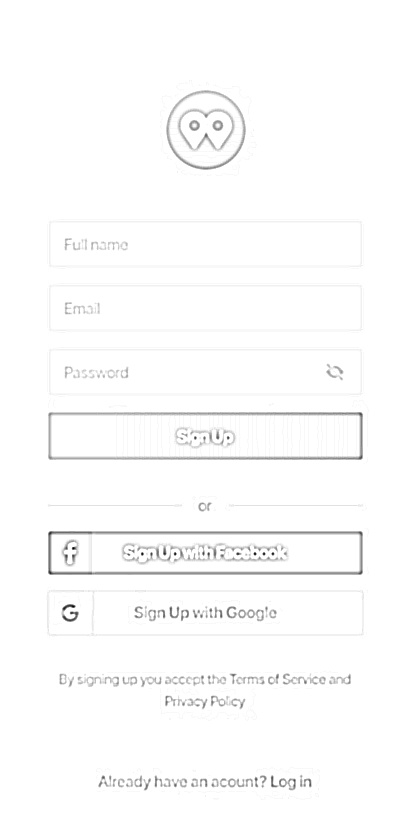 Full name
Email
Password
Sign Up
or
Sign Up with Facebook
Sign Up with Google
By signing up you accept the Terms of Service and
Privacy Policy
Already have an acount? Log in